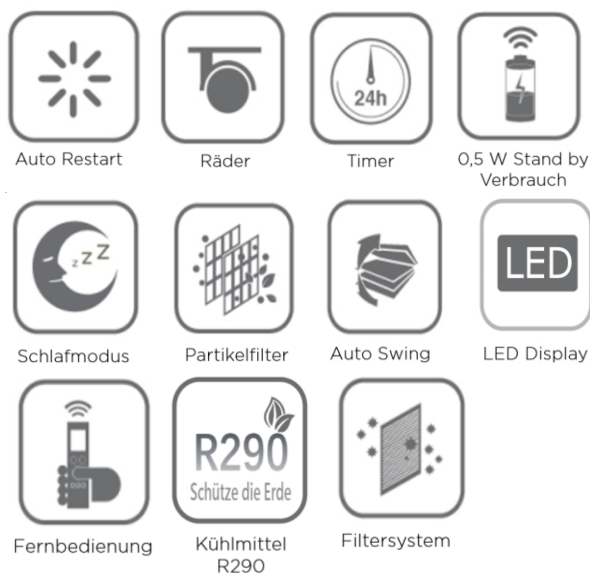 24h
Auto Restart
Räder
Timer
0,5 W Stand by
Verbrauch
z z Z
LED
Schlafmodus
Partikelfilter
Auto Swing
LED Display
R290
Schütze die Erde
Fernbedienung
Kühlmittel
R290
Filtersystem